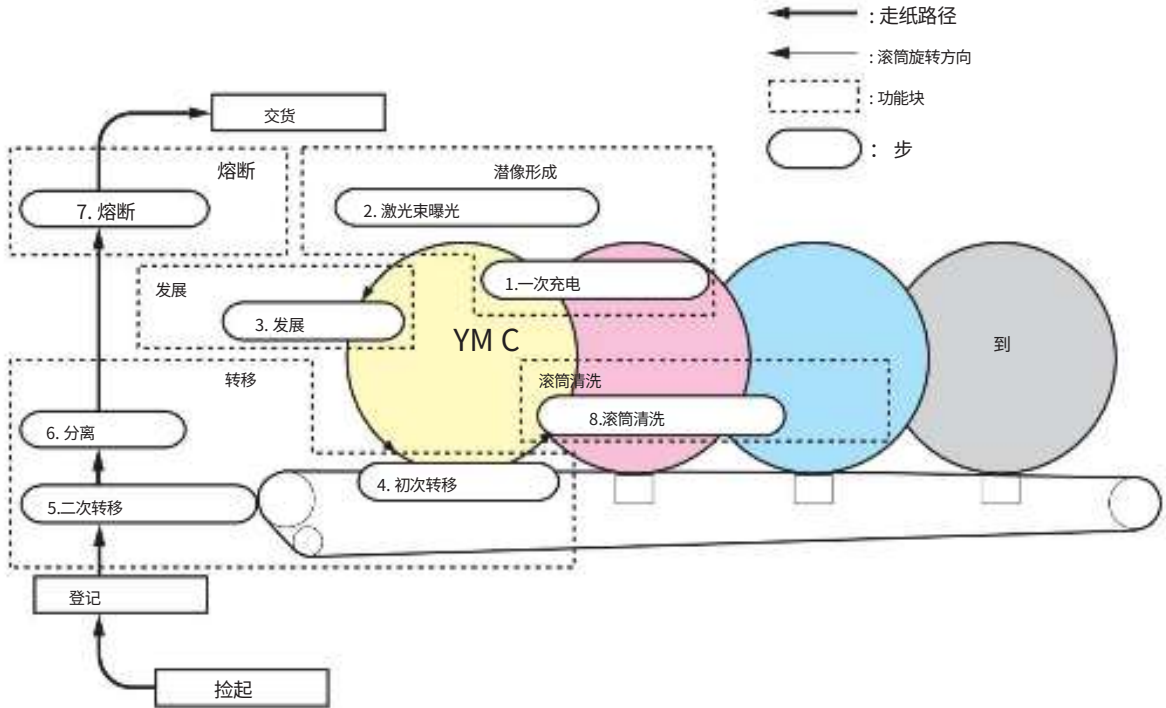 : 走纸路径
: 滚筒旋转方向
: 功能块
: 步
交货
熔断
7. 熔断
潜像形成
2. 激光束曝光
1.一次充电
发展
3. 发展
YM C
到
转移
滚筒清洗
8.滚筒清洗
6. 分离
4. 初次转移
5.二次转移
登记
捡起